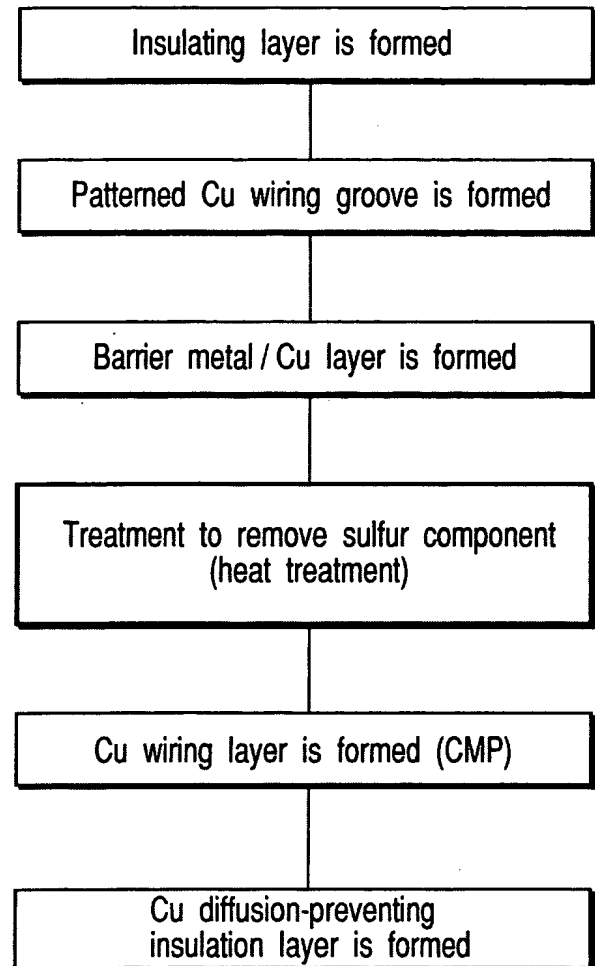 Insulating layer is formed
Patterned Cu wiring groove is formed
Barrier metal / Cu layer is formed
Treatment to remove sulfur component
(heat treatment)
Cu wiring layer is formed (CMP)
Cu diffusion-preventing
insulation layer is formed